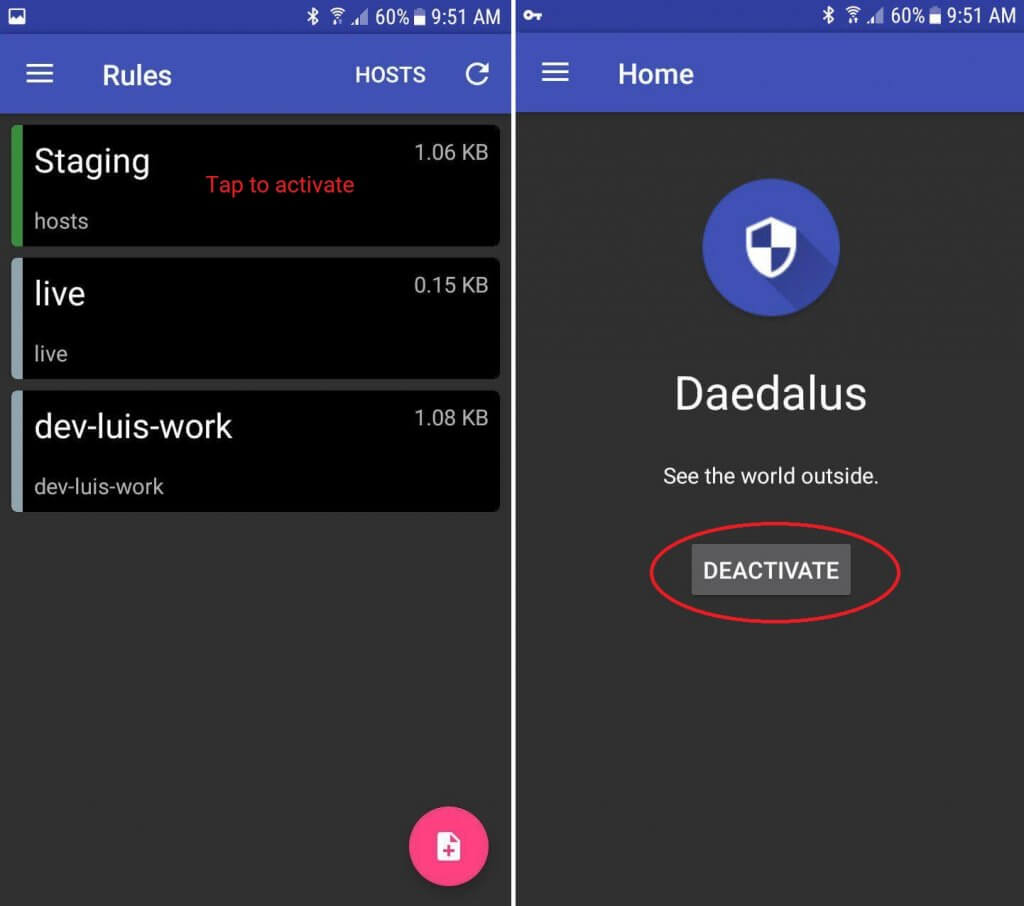 60% 9:51 AM
Rules HOSTS
Staging 1.06 KB
Tap to activate
hosts
live 0.15 KB
live
dev-luis-work 1.08 KB
dev-luis-work
60% 9:51 AM
Home
Daedalus
See the world outside.
DEACTIVATE